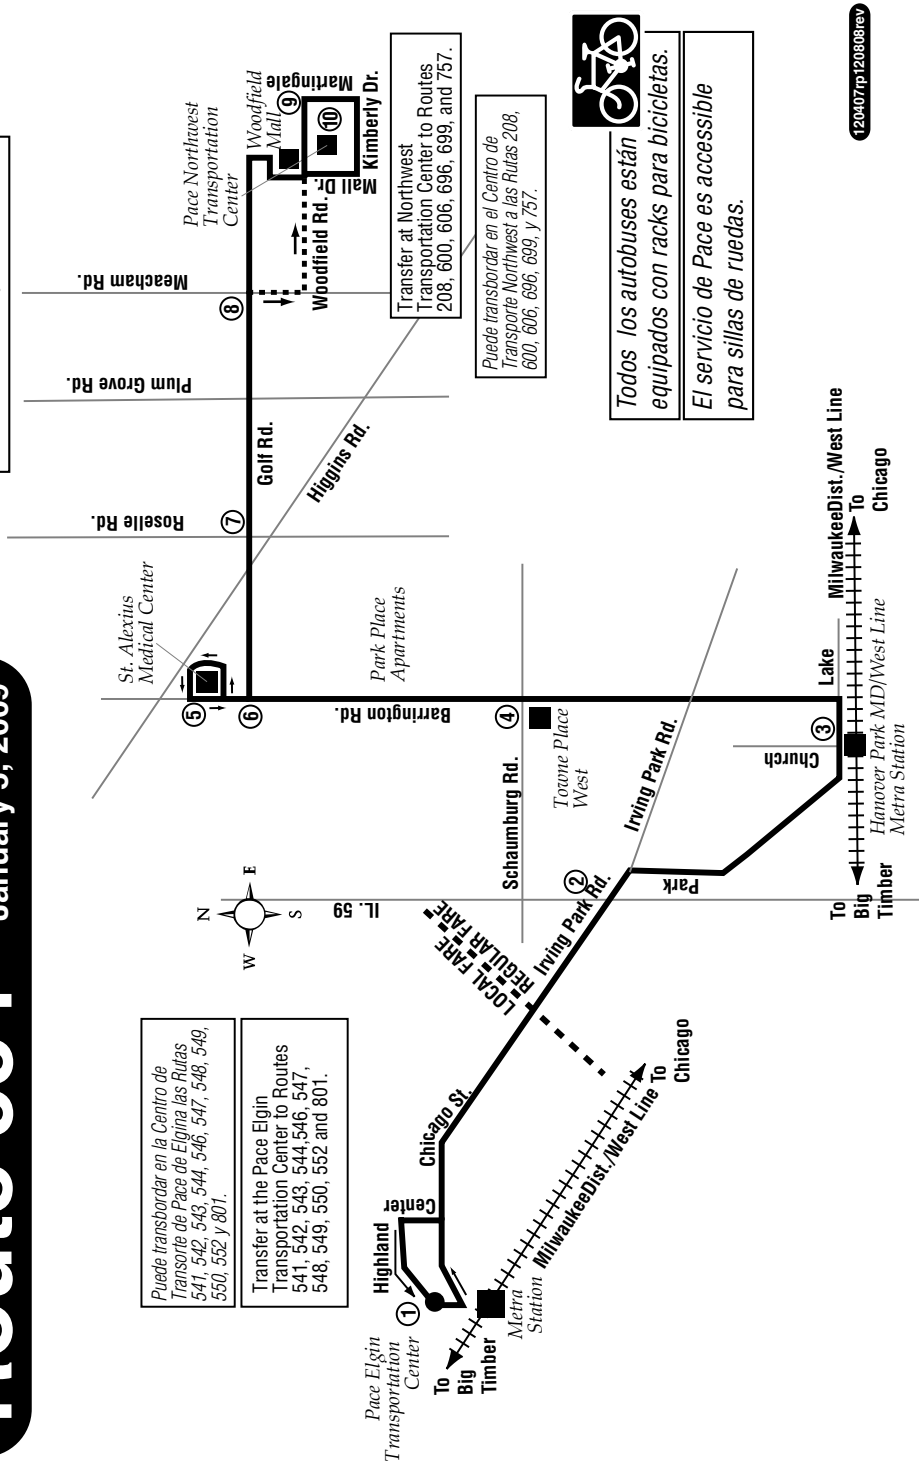 Puede transbordar en la Centro de
Transorte de Pace de Elgina las Rutas
541, 542, 543, 544, 546, 547, 548, 549,
550, 552 y 801.
Transfer at the Pace Elgin
Transportation Center to Routes
541, 542, 543, 544,546, 547,
548, 549, 550, 552 and 801.
N
W
E
S
St. Alexius
Medical Center
5
6
Roselle Rd.
7
Plum Grove Rd.
Meacham Rd.
8
Pace Northwest
Transportation
Center
Woodfield
Mall
9
Martingale
10
Mall Dr.
Kimberly Dr.
Woodfield Rd.
Golf Rd.
Higgins Rd.
Transfer at Northwest
Transportation Center to Routes
208, 600, 606, 696, 699, and 757.
Puede transbordar en el Centro de
Transporte Northwest a las Rutas 208,
600, 606, 696, 699, y 757.
Todos los autobuses están
equipados con racks para bicicletas.
El servicio de Pace es accessible
para sillas de ruedas.
120407rp120808rev
Park Place
Apartments
Barrington Rd.
4
Schaumburg Rd.
Towne Place
West
Irving Park Rd.
IL. 59
LOCAL FARE
REGULAR FARE
2
Irving Park Rd.
Park
Church
3
Lake
MilwaukeeDist./West Line
To
Chicago
Hanover Park MD/West Line
Metra Station
To
Big
Timber
Chicago St.
Center
Highland
1
Pace Elgin
Transportation
Center
To
Big
Timber
Metra
Station
MilwaukeeDist./West Line
To
Chicago